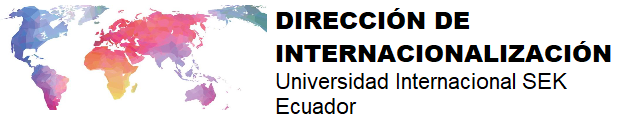 DIRECCIÓN DE
INTERNACIONALIZACIÓN
Universidad Internacional SEK
Ecuador